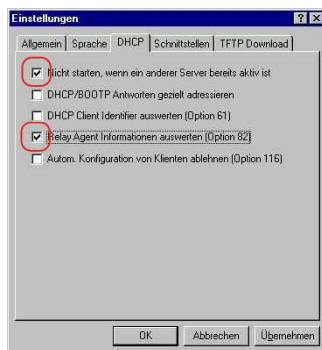 Einstellungen
Allgemein Sprache DHCP Schnittstellen TFTP Download
Nicht starten, wenn ein anderer Server bereits aktiv ist
DHCP/BOOTP Antworten gezielt adressieren
DHCP Client Identifier auswerten (Option 61)
Relay Agent Informationen auswerten (Option 82)
Autom. Konfiguration von Klienten ablehnen (Option 116)
OK Abbrechen Übernehmen